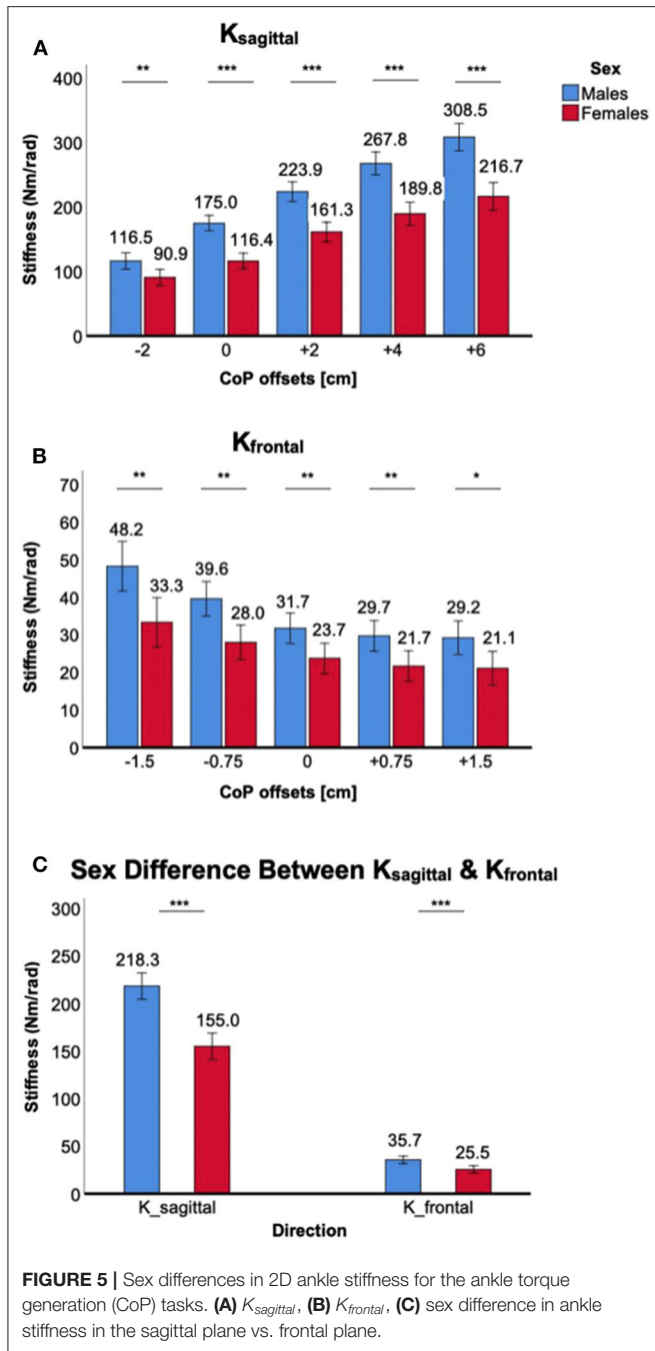 A
Ksagittal
Sex
Males
Females
Stiffness (Nm/rad)
400
300
200
100
0
** *** *** *** ***
116.5 90.9 175.0 116.4 223.9 161.3 267.8 189.8 308.5 216.7
-2 0 +2 +4 +6
CoP offsets [cm]
B
Kfrontal
Stiffness (Nm/rad)
70
60
50
40
30
20
10
0
** ** ** ** *
48.2 33.3 39.6 28.0 31.7 23.7 29.7 21.7 29.2 21.1
-1.5 -0.75 0 +0.75 +1.5
CoP offsets [cm]
C Sex Difference Between Ksagittal & Kfrontal
Stiffness (Nm/rad)
300
250
200
150
100
50
0
*** ***
218.3 155.0 35.7 25.5
K_sagittal K_frontal
Direction
FIGURE 5 | Sex differences in 2D ankle stiffness for the ankle torque
generation (CoP) tasks. (A) Ksagittal, (B) Kfrontal, (C) sex difference in ankle
stiffness in the sagittal plane vs. frontal plane.